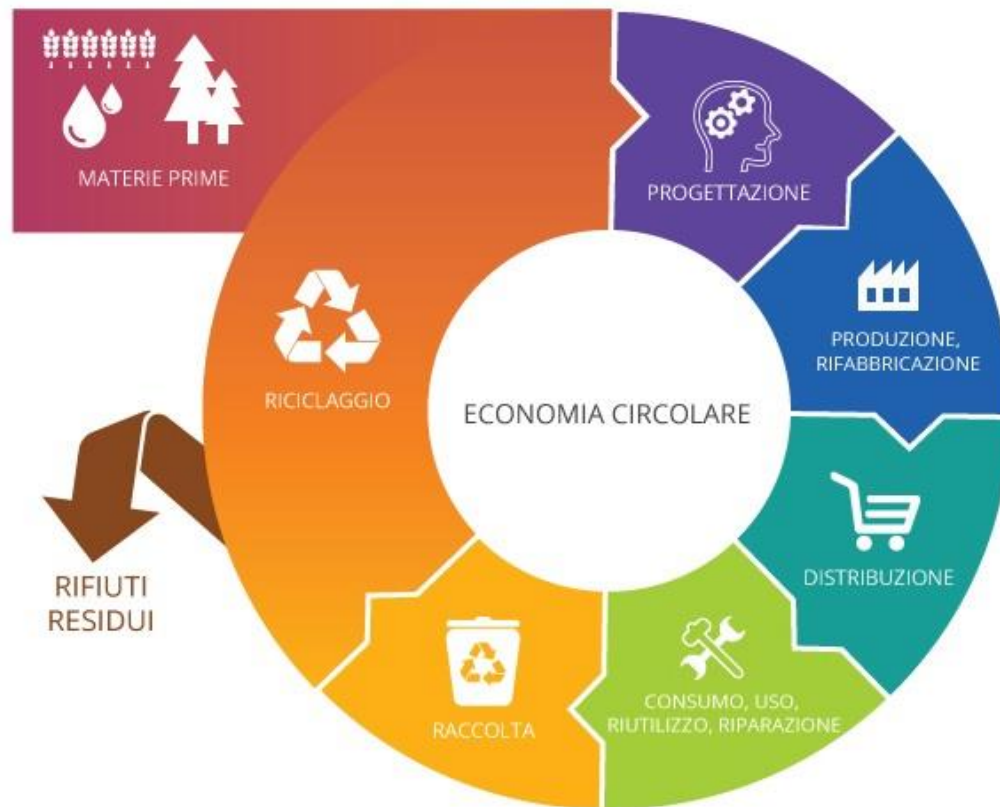 MATERIE PRIME
PROGETTAZIONE
PRODUZIONE,
RIFABBRICAZIONE
RICICLAGGIO
ECONOMIA CIRCOLARE
DISTRIBUZIONE
RIFIUTI
RESIDUI
CONSUMO, USO,
RIUTILIZZO, RIPARAZIONE
RACCOLTA